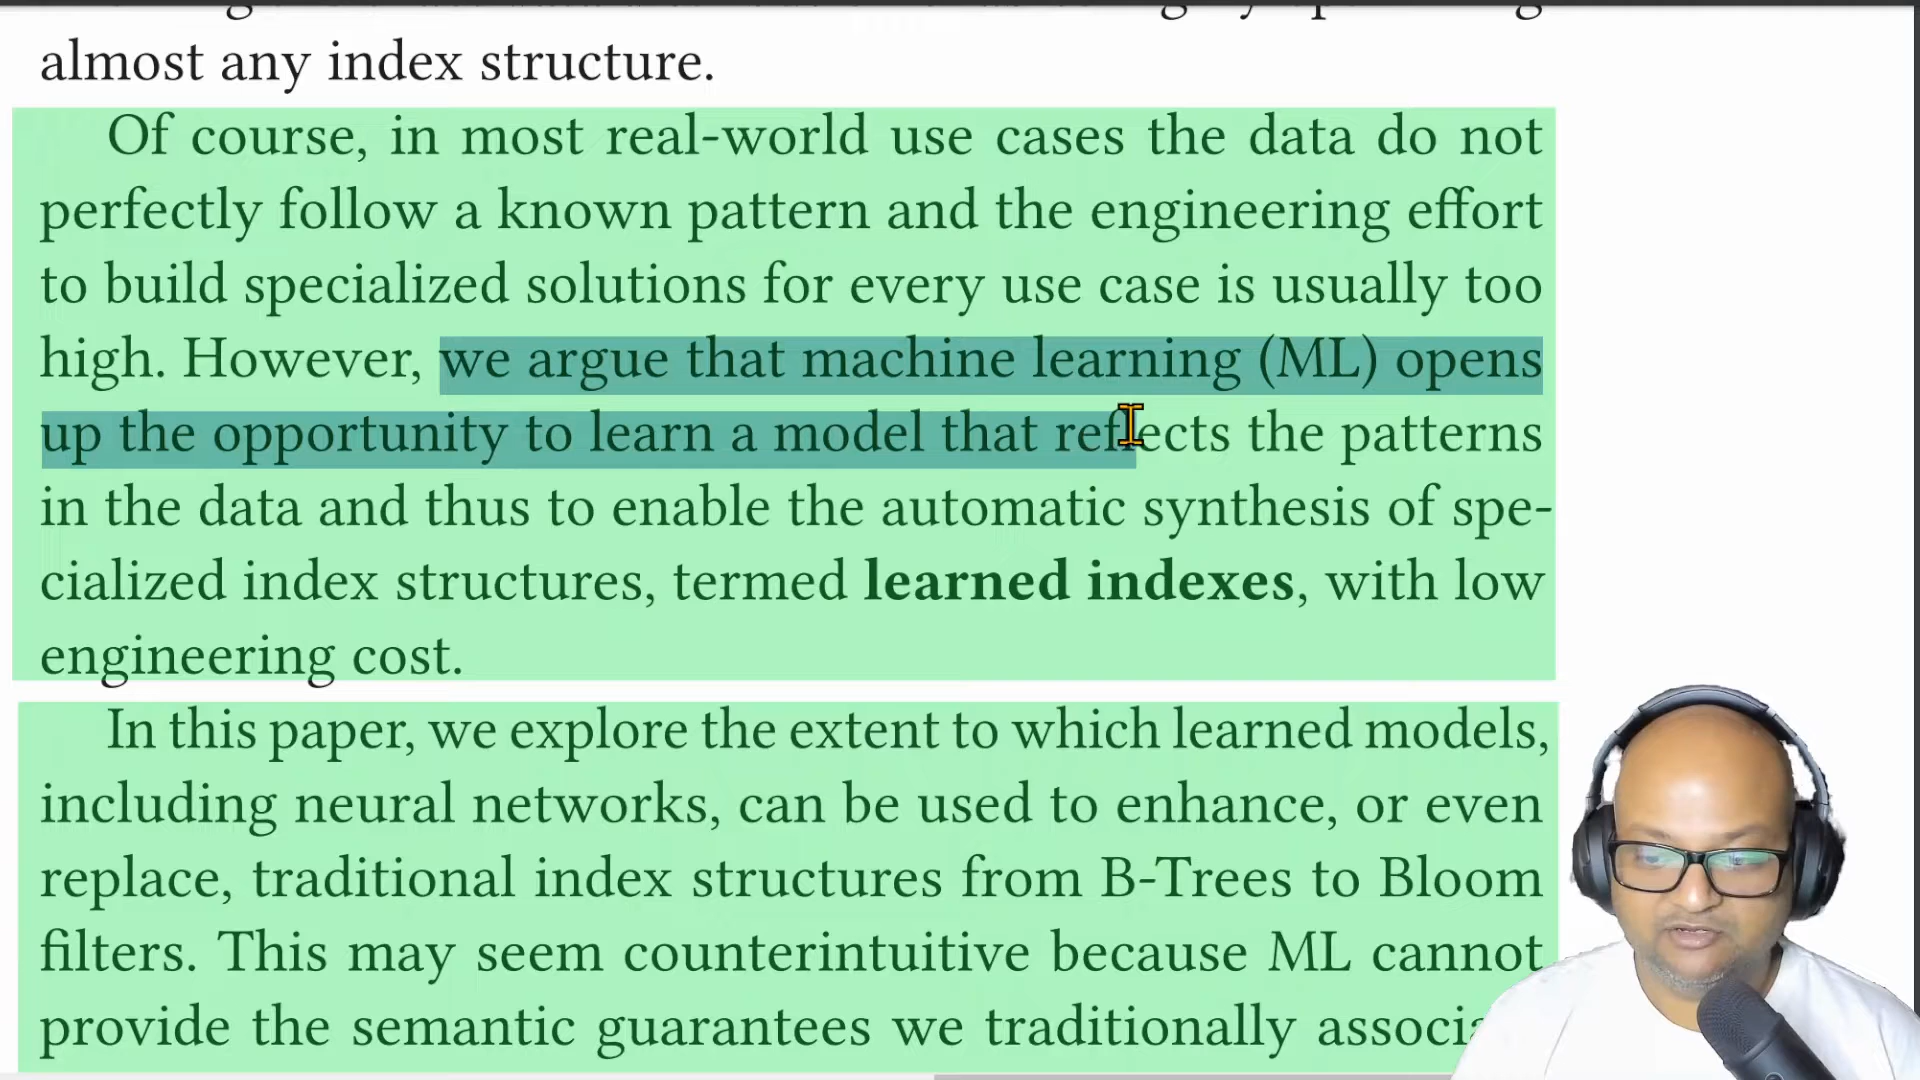 almost any index structure.
Of course, in most real-world use cases the data do not
perfectly follow a known pattern and the engineering effort
to build specialized solutions for every use case is usually too
high. However, we argue that machine learning (ML) opens
up the opportunity to learn a model that reflects the patterns
in the data and thus to enable the automatic synthesis of spe-
cialized index structures, termed learned indexes, with low
engineering cost.
In this paper, we explore the extent to which learned models,
including neural networks, can be used to enhance, or even
replace, traditional index structures from B-Trees to Bloom
filters. This may seem counterintuitive because ML cannot
provide the semantic guarantees we traditionally